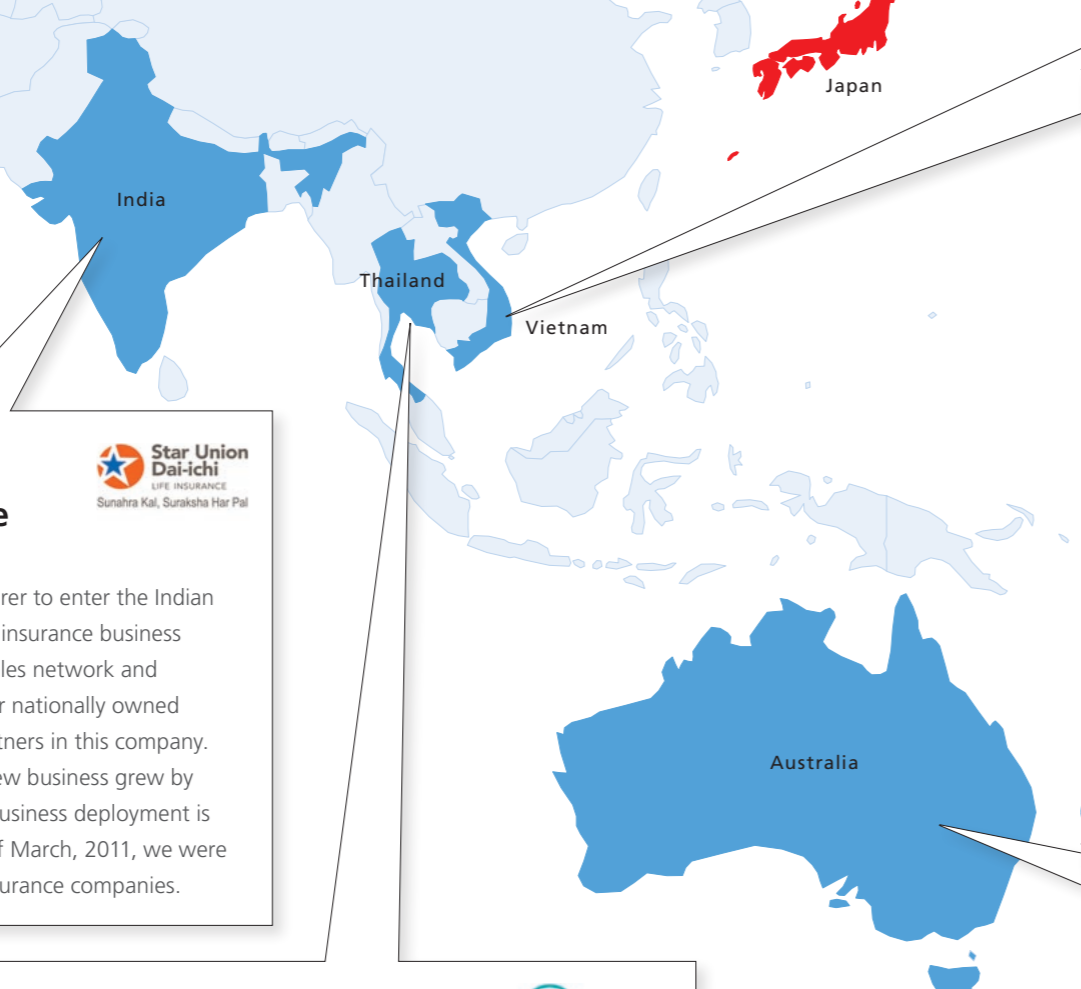 Japan
India
Thailand
Vietnam
Star Union
Dai-ichi
LIFE INSURANCE
Sunahra Kal, Suraksha Har Pal
e
rer to enter the Indian
insurance business
les network and
r nationally owned
tners in this company.
ew business grew by
usiness deployment is
f March, 2011, we were
urance companies.
Australia